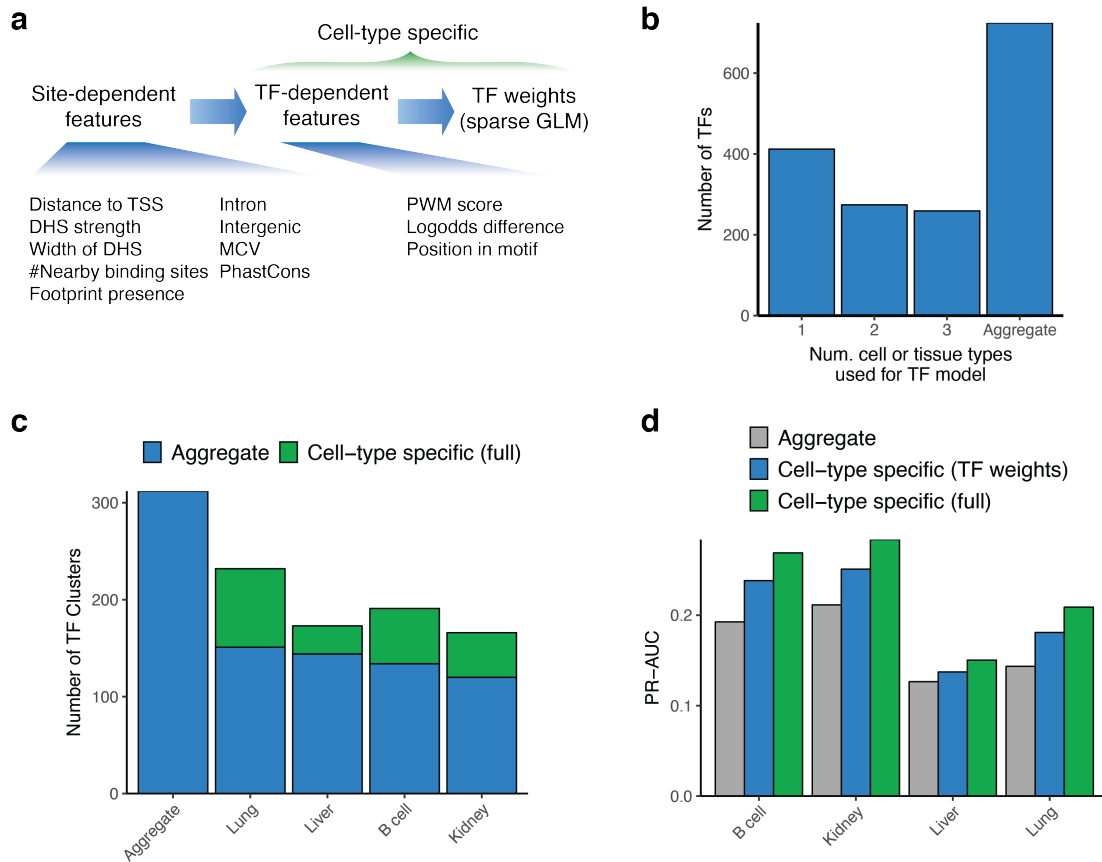 a
Cell-type specific
Site-dependent
features
TF-dependent
features
TF weights
(sparse GLM)
Distance to TSS
DHS strength
Width of DHS
#Nearby binding sites
Footprint presence
Intron
Intergenic
MCV
PhastCons
PWM score
Logodds difference
Position in motif
b
Number of TFs
600
400
200
0
1
2
3
Aggregate
Num. cell or tissue types
used for TF model
c
Aggregate
Cell−type specific (full)
Number of TF Clusters
300
200
100
0
Aggregate
Lung
Liver
B cell
Kidney
d
Aggregate
Cell−type specific (TF weights)
Cell−type specific (full)
PR−AUC
0.2
0.1
0.0
B cell
Kidney
Liver
Lung